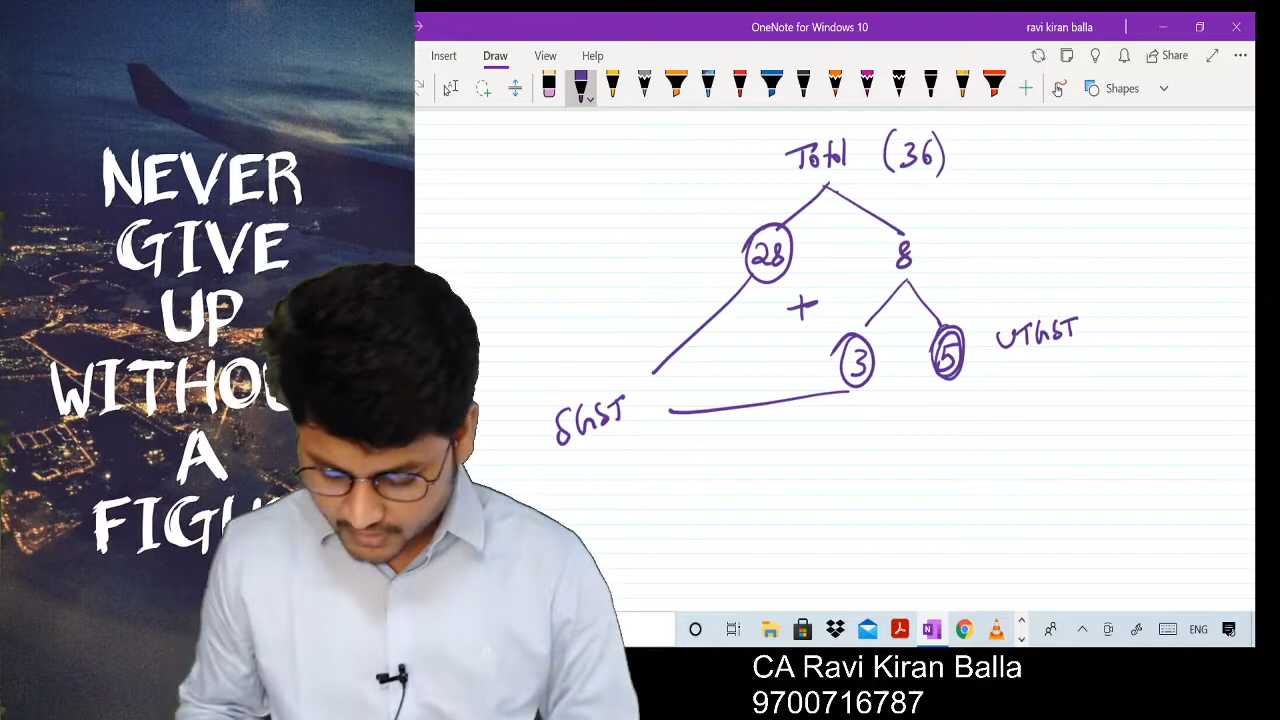 NEVER
GIVE
UP
WITHOU
A
FIG
OneNote for Windows 10
ravi kiran balla
Insert Draw View Help
Share
Shapes
Total (36)
28 8
+
3 5 UTGST
SGST
ENG
CA Ravi Kiran Balla
9700716787